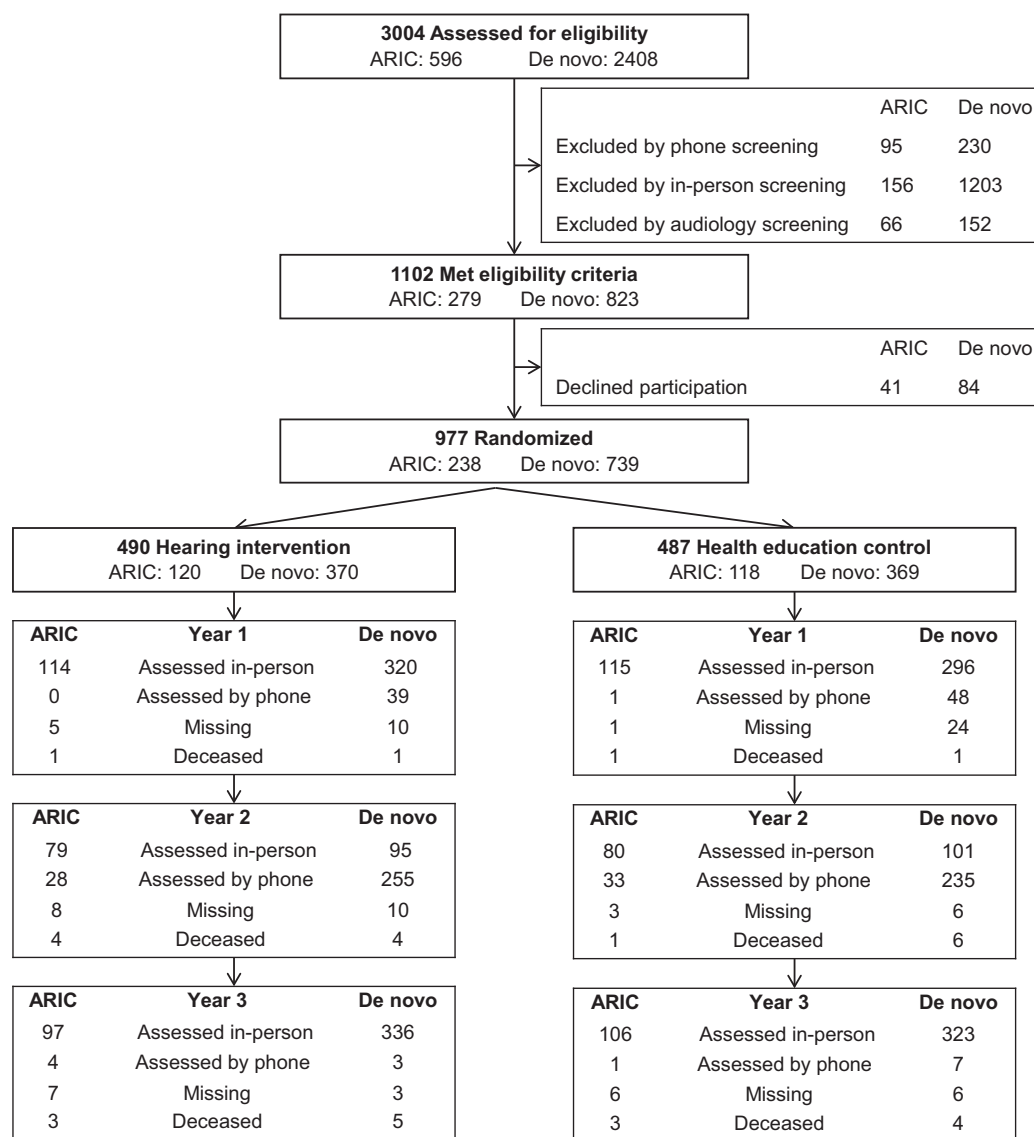 3004 Assessed for eligibility
ARIC: 596 De novo: 2408
ARIC De novo
Excluded by phone screening 95 230
Excluded by in-person screening 156 1203
Excluded by audiology screening 66 152
1102 Met eligibility criteria
ARIC: 279 De novo: 823
ARIC De novo
Declined participation 41 84
977 Randomized
ARIC: 238 De novo: 739
490 Hearing intervention
ARIC: 120 De novo: 370
ARIC Year 1 De novo
114 Assessed in-person 320
0 Assessed by phone 39
5 Missing 10
1 Deceased 1
ARIC Year 2 De novo
79 Assessed in-person 95
28 Assessed by phone 255
8 Missing 10
4 Deceased 4
ARIC Year 3 De novo
97 Assessed in-person 336
4 Assessed by phone 3
7 Missing 3
3 Deceased 5
487 Health education control
ARIC: 118 De novo: 369
ARIC Year 1 De novo
115 Assessed in-person 296
1 Assessed by phone 48
1 Missing 24
1 Deceased 1
ARIC Year 2 De novo
80 Assessed in-person 101
33 Assessed by phone 235
3 Missing 6
1 Deceased 6
ARIC Year 3 De novo
106 Assessed in-person 323
1 Assessed by phone 7
6 Missing 6
3 Deceased 4